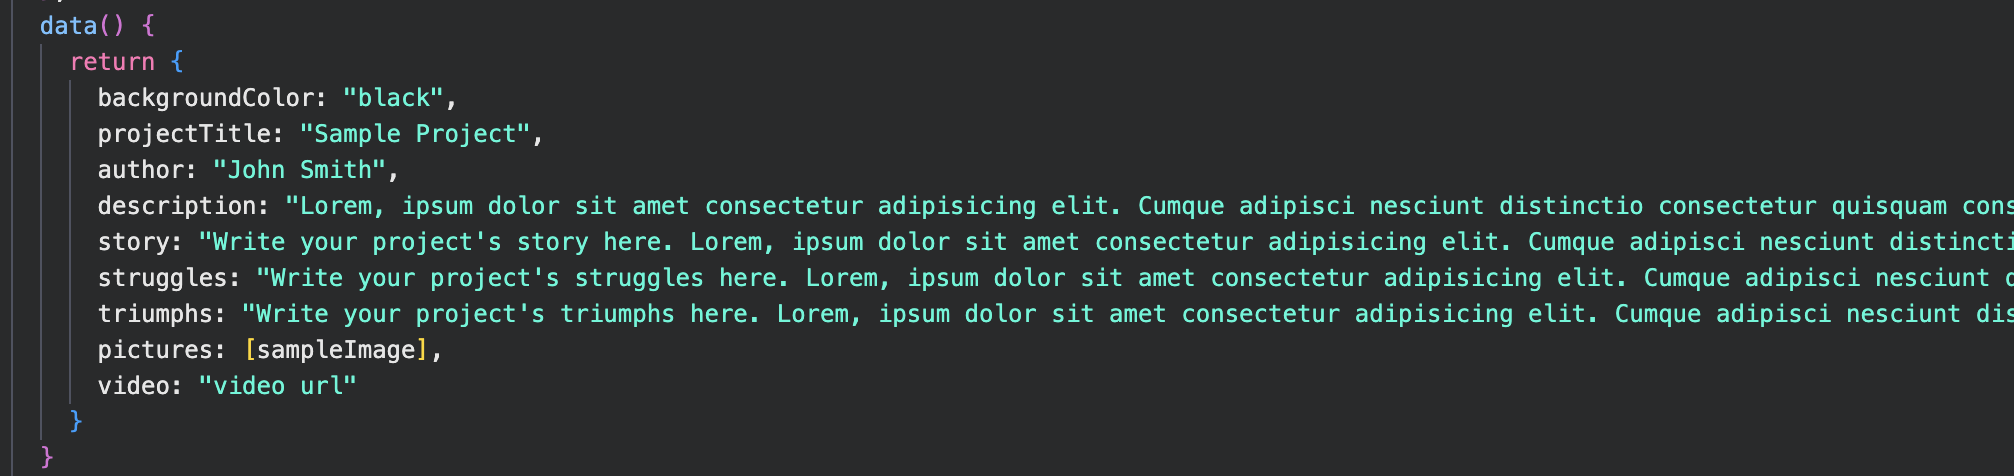 data() {
return {
backgroundColor: "black",
projectTitle: "Sample Project",
author: "John Smith",
description: "Lorem, ipsum dolor sit amet consectetur adipisicing elit. Cumque adipisci nesciunt distinctio consectetur quisquam
story: "Write your project's story here. Lorem, ipsum dolor sit amet consectetur adipisicing elit. Cumque adipisci nesciunt
struggles: "Write your project's struggles here. Lorem, ipsum dolor sit amet consectetur adipisicing elit. Cumque adipisci nesciunt
triumphs: "Write your project's triumphs here. Lorem, ipsum dolor sit amet consectetur adipisicing elit. Cumque adipisci nesciunt
pictures: [sampleImage],
video: "video url"
}
}